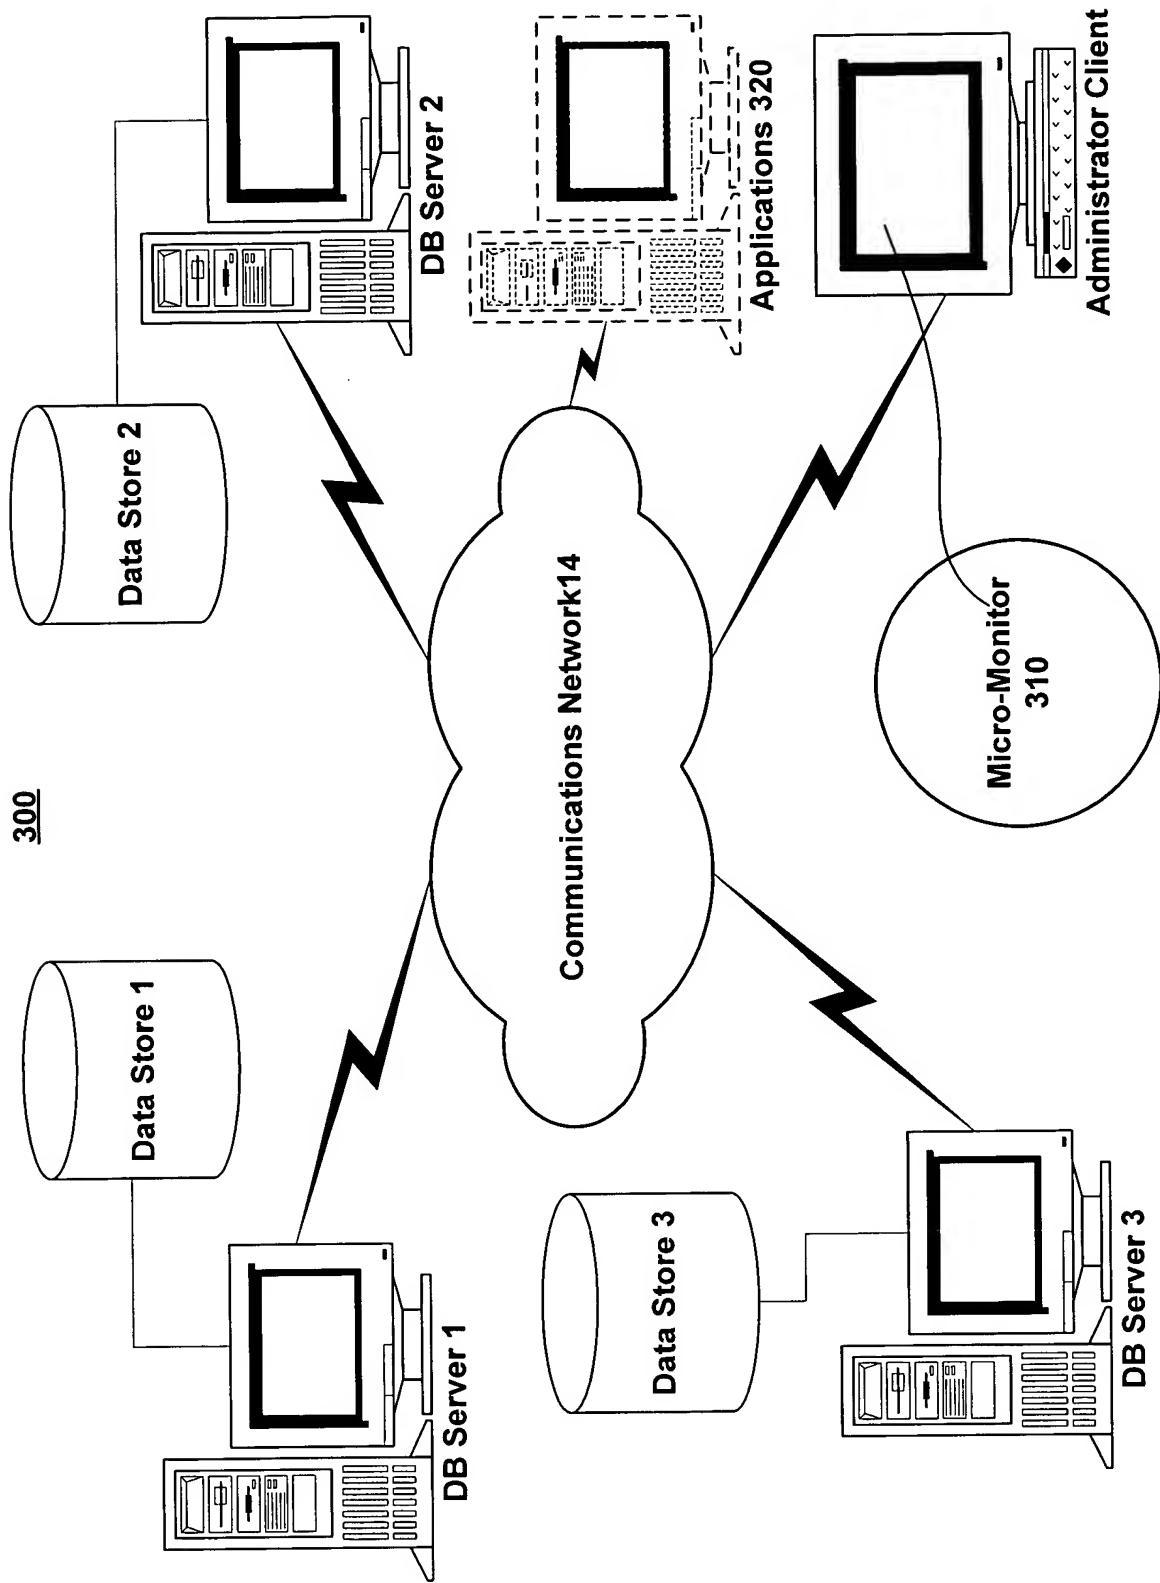 300
Data Store 1
Data Store 2
DB Server 1
DB Server 2
Communications Network14
Applications 320
Data Store 3
Micro-Monitor
310
DB Server 3
Administrator Client